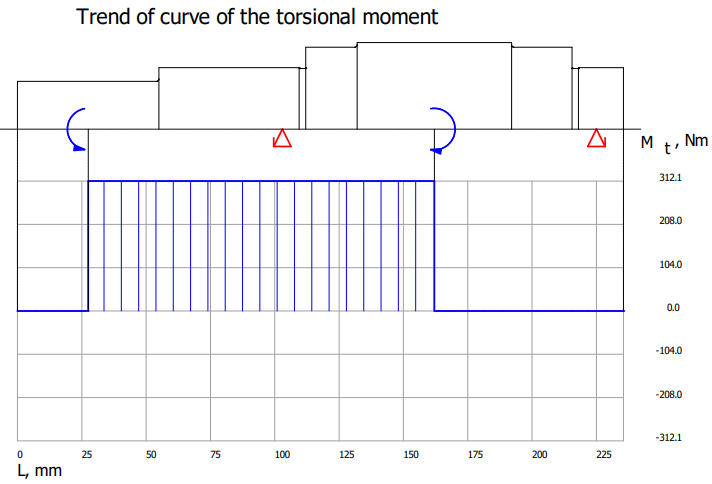 Trend of curve of the torsional moment
M t , Nm
312.1
208.0
104.0
0.0
-104.0
-208.0
-312.1
0 25 50 75 100 125 150 175 200 225
L, mm